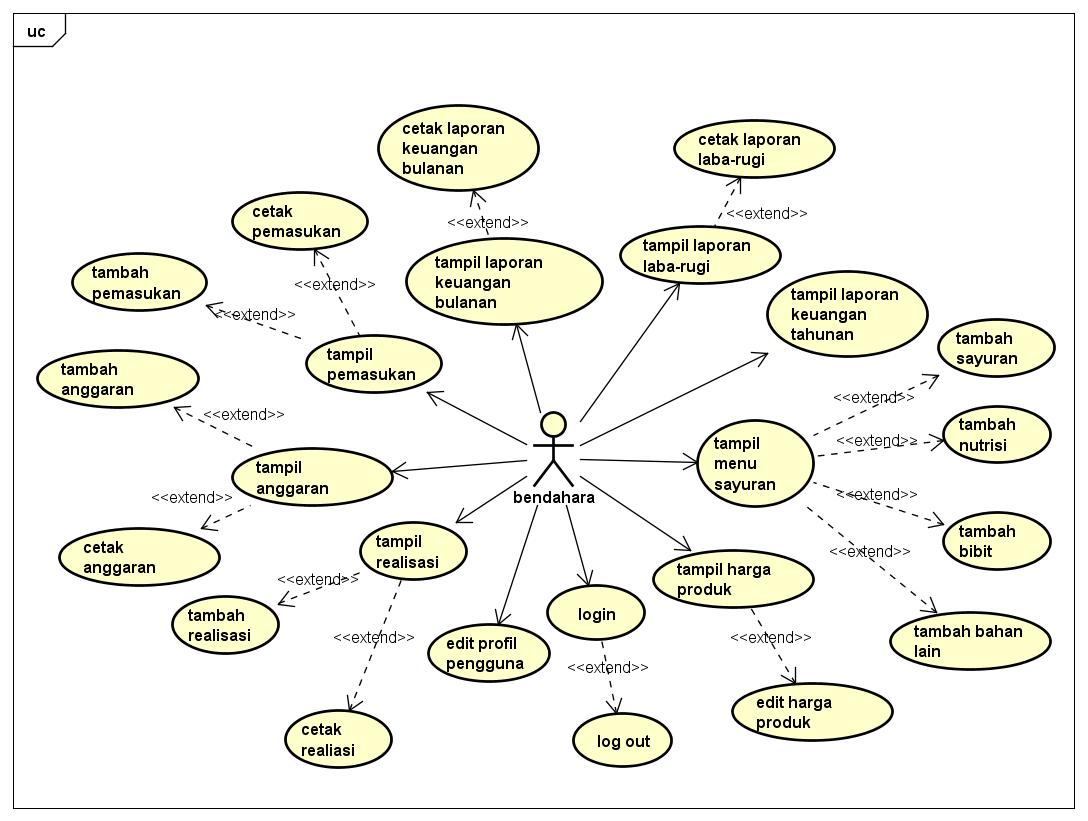 uc
cetak laporan
keuangan
bulanan
cetak laporan
laba-rugi
cetak
pemasukan
<<extend>>
<<extend>>
tambah
pemasukan
<<extend>>
<<extend>>
tampil laporan
keuangan
bulanan
tampil laporan
laba-rugi
tampil laporan
keuangan
tahunan
tambah
sayuran
tampil
pemasukan
tambah
anggaran
<<extend>>
<<extend>>
tambah
nutrisi
<<extend>>
tampil
menu
sayuran
tampil
anggaran
bendahara
<<extend>>
<<extend>>
tambah
bibit
cetak
anggaran
tampil
realisasi
<<extend>>
<<extend>>
tampil harga
produk
tambah
realisasi
login
tambah bahan
lain
<<extend>>
edit profil
pengguna
<<extend>>
<<extend>>
cetak
realiasi
log out
edit harga
produk